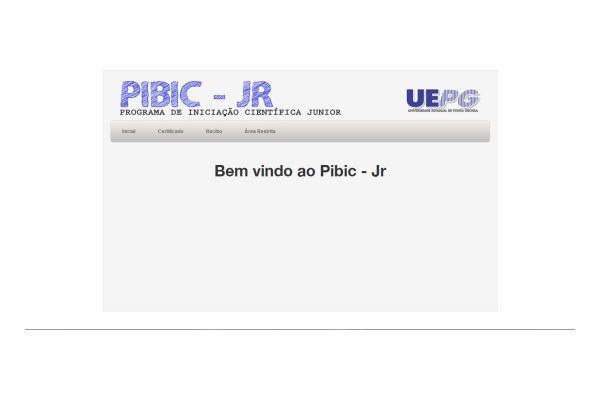 PIBIC - JR
PROGRAMA DE INICIAÇÃO CIENTÍFICA JUNIOR
UEPG
UNIVERSIDADE ESTADUAL DE PONTA GROSSA
Inicial Certificado Recibo Área Restrita
Bem vindo ao Pibic - Jr